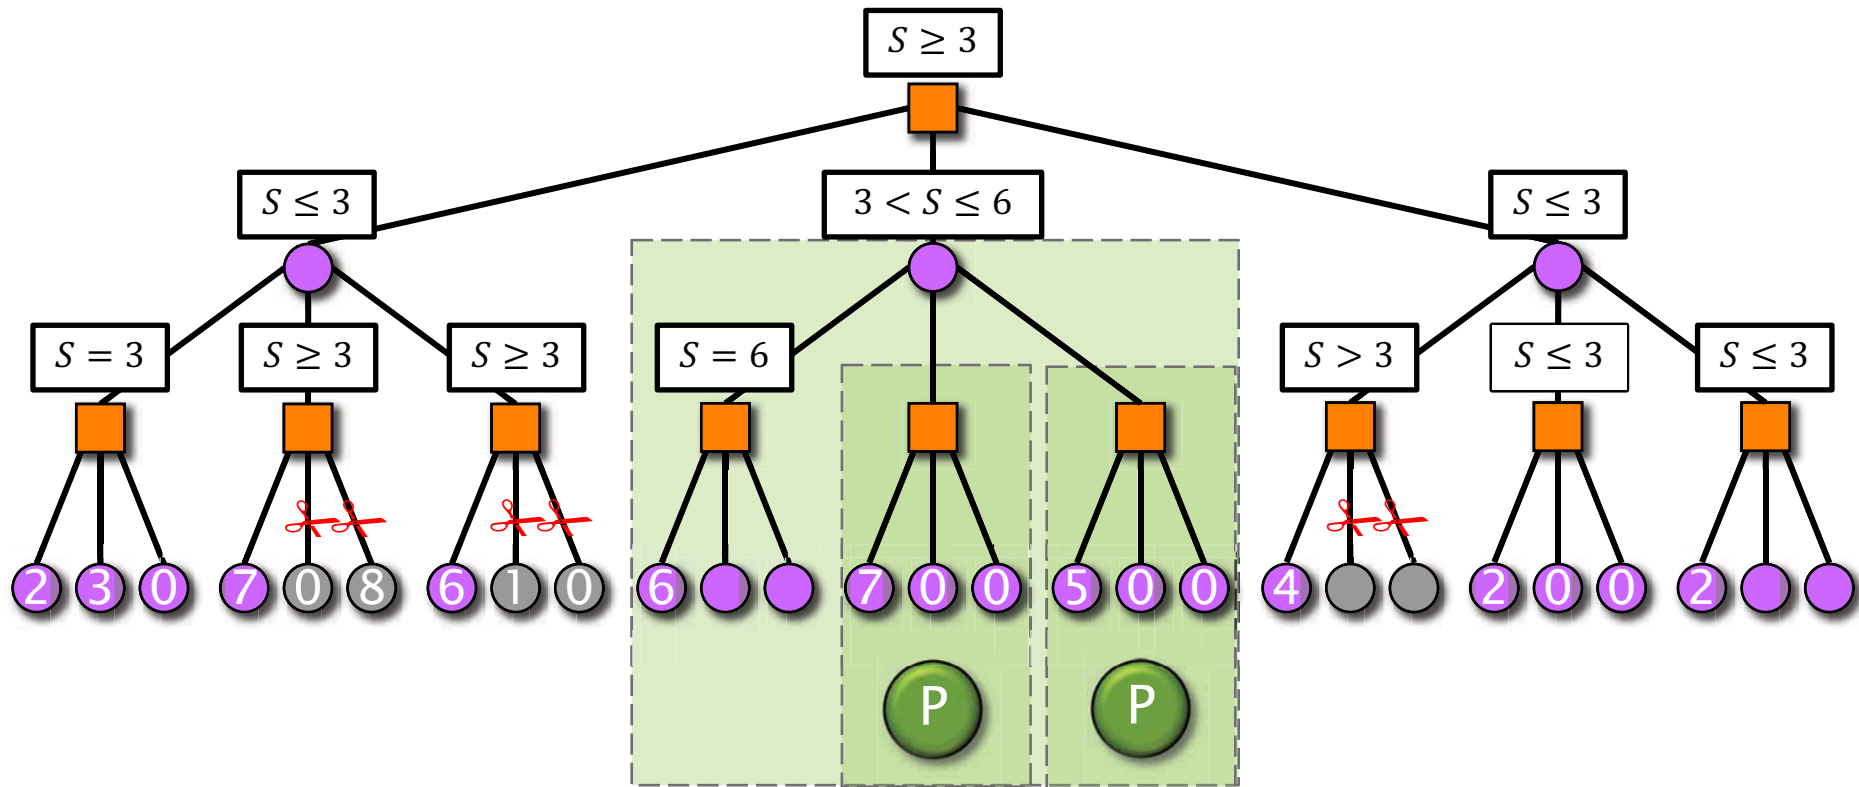 S ≥ 3
S ≤ 3
3 < S ≤ 6
S ≤ 3
S = 3
S ≥ 3
S ≥ 3
S = 6
S > 3
S ≤ 3
S ≤ 3
2 3 0 7 0 8 6 1 0 6 7 0 0 5 0 0 4 2 0 0 2
P P